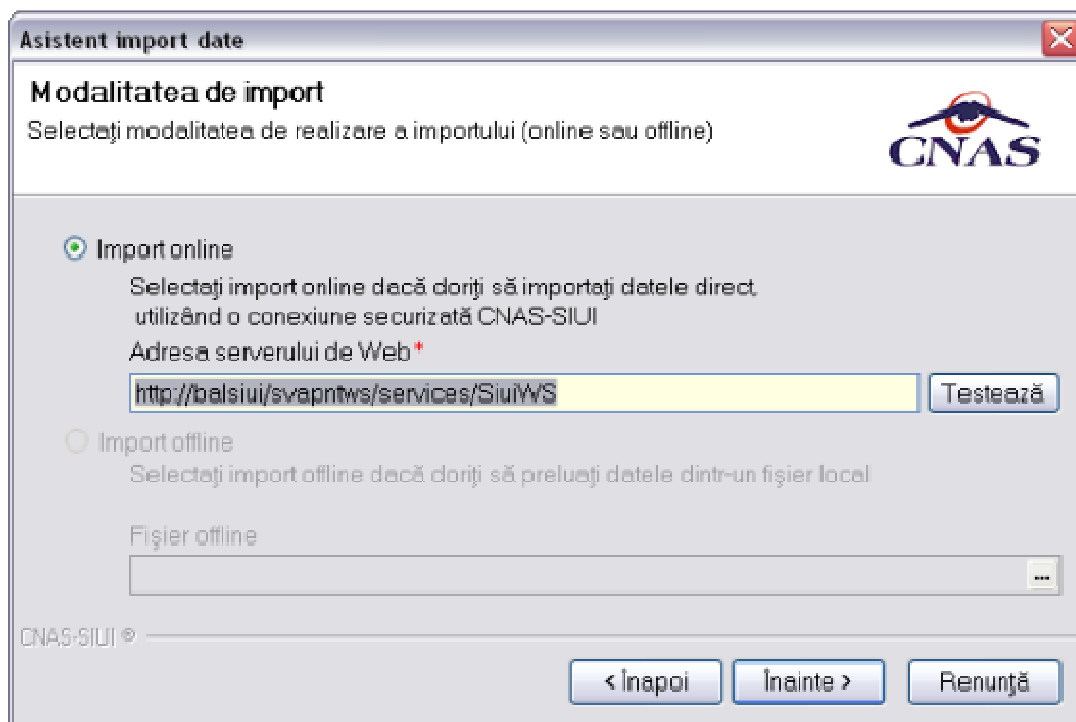 Asistent import date
Modalitatea de import
Selectaţi modalitatea de realizare a importului (online sau offline)
CNAS
Import online
Selectaţi import online dacă doriţi să importaţi datele direct,
utilizând o conexiune securizată CNAS-SIUI
Adresa serverului de Web*
http://balsiui/svapntws/services/SiuiWS
Testează
Import offline
Selectaţi import offline dacă doriţi să preluaţi datele dintr-un fişier local
Fişier offline
...
CNAS-SIUI ®
< Înapoi Înainte > Renunţă